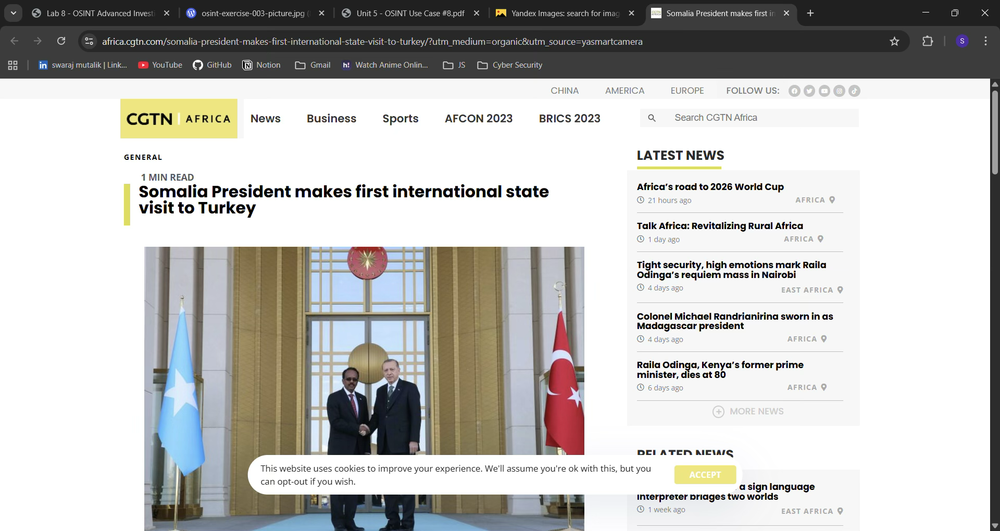 Lab 8 - OSINT Advanced Investi
osint-exercise-003-picture.jpg (
Unit 5 - OSINT Use Case #8.pdf
Yandex Images: search for imag
Somalia President makes first in
africa.cgtn.com/somalia-president-makes-first-international-state-visit-to-turkey/?utm_medium=organic&utm_source=yasmartcamera
S
swaraj mutalik | Link...
YouTube
GitHub
Notion
Gmail
Watch Anime Onlin...
JS
Cyber Security
CHINA
AMERICA
EUROPE
FOLLOW US:
CGTN | AFRICA
News
Business
Sports
AFCON 2023
BRICS 2023
Search CGTN Africa
GENERAL
1 MIN READ
Somalia President makes first international state
visit to Turkey
LATEST NEWS
Africa’s road to 2026 World Cup
21 hours ago
AFRICA
Talk Africa: Revitalizing Rural Africa
1 day ago
AFRICA
Tight security, high emotions mark Raila
Odinga’s requiem mass in Nairobi
4 days ago
EAST AFRICA
Colonel Michael Randrianirina sworn in as
Madagascar president
4 days ago
AFRICA
Raila Odinga, Kenya’s former prime
minister, dies at 80
6 days ago
AFRICA
MORE NEWS
RELATED NEWS
a sign language
interpreter bridges two worlds
1 week ago
EAST AFRICA
This website uses cookies to improve your experience. We'll assume you're ok with this, but you
can opt-out if you wish.
ACCEPT